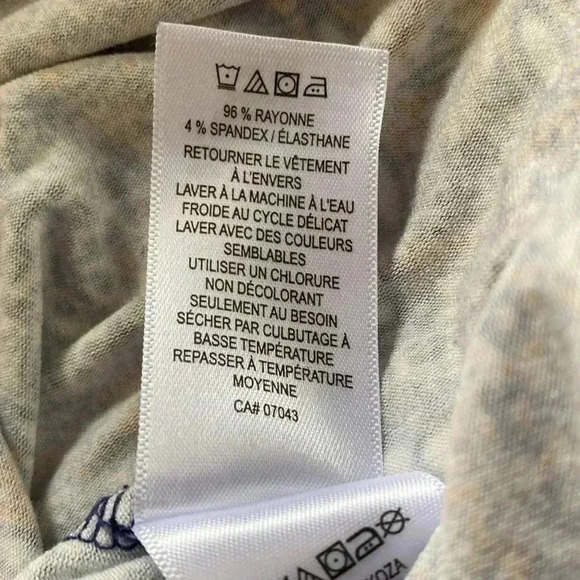 96 % RAYONNE
4 % SPANDEX / ÉLASTHANE
RETOURNER LE VÊTEMENT
À L'ENVERS
LAVER À LA MACHINE À L'EAU
FROIDE AU CYCLE DÉLICAT
LAVER AVEC DES COULEURS
SEMBLABLES
UTILISER UN CHLORURE
NON DÉCOLORANT
SEULEMENT AU BESOIN
SÉCHER PAR CULBUTAGE À
BASSE TEMPÉRATURE
REPASSER À TEMPÉRATURE
MOYENNE
CA# 07043